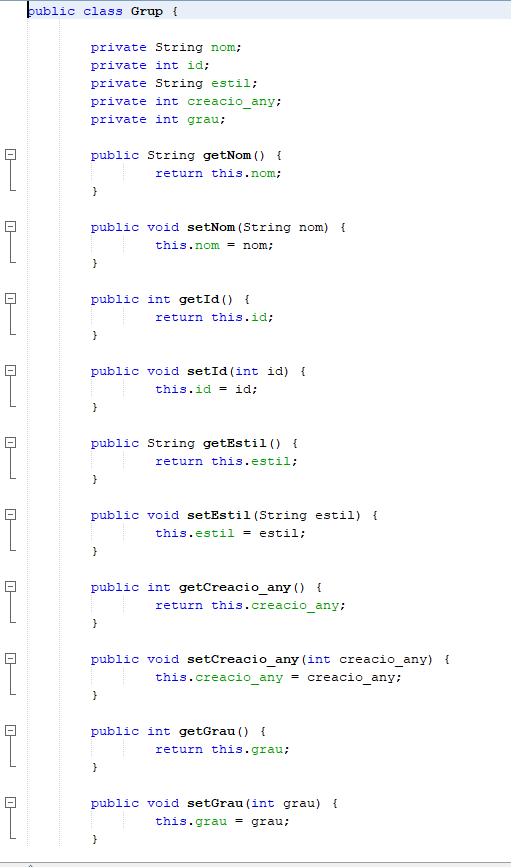 public class Grup {
private String nom;
private int id;
private String estil;
private int creacio_any;
private int grau;
public String getNom() {
return this.nom;
}
public void setNom(String nom) {
this.nom = nom;
}
public int getId() {
return this.id;
}
public void setId(int id) {
this.id = id;
}
public String getEstil() {
return this.estil;
}
public void setEstil(String estil) {
this.estil = estil;
}
public int getCreacio_any() {
return this.creacio_any;
}
public void setCreacio_any(int creacio_any) {
this.creacio_any = creacio_any;
}
public int getGrau() {
return this.grau;
}
public void setGrau(int grau) {
this.grau = grau;
}